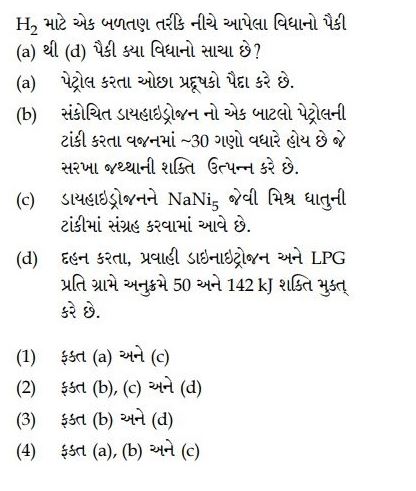 H₂ માટે એક બળતણ તરીકે નીચે આપેલા વિધાનો પૈકી
(a) થી (d) પૈકી ક્યા વિધાનો સાચા છે?
(a) પેટ્રોલ કરતા ઓછા પ્રદૂષકો પૈદા કરે છે.
(b) સંકોચિત ડાયહાઇડ્રોજન નો એક બાટલો પેટ્રોલની
ટાંકી કરતા વજનમાં ~30 ગણો વધારે હોય છે જે
સરખા જથ્થાની શક્તિ ઉત્પન્ન કરે છે.
(c) ડાયહાઇડ્રોજનને NaNi₅ જેવી મિશ્ર ધાતુની
ટાંકીમાં સંગ્રહ કરવામાં આવે છે.
(d) દહન કરતા, પ્રવાહી ડાઇનાઇટ્રોજન અને LPG
પ્રતિ ગ્રામે અનુક્રમે 50 અને 142 kJ શક્તિ મુક્ત્
કરે છે.
(1) ફક્ત (a) અને (c)
(2) ફક્ત (b), (c) અને (d)
(3) ફક્ત (b) અને (d)
(4) ફક્ત (a), (b) અને (c)